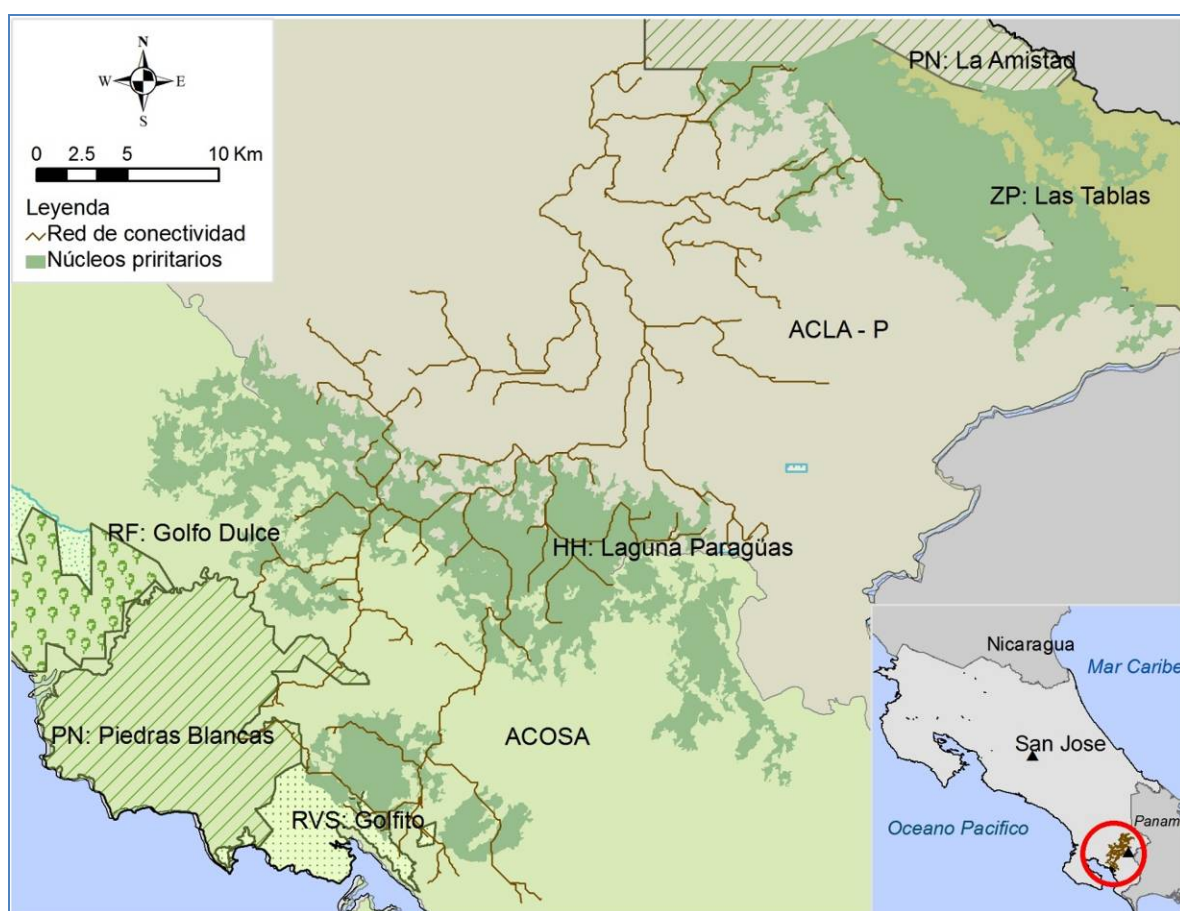 N
W E
S
0 2.5 5 10 Km
Leyenda
Red de conectividad
Núcleos priritarios
PN: La Amistad
ZP: Las Tablas
ACLA - P
RF: Golfo Dulce
HH: Laguna Paragüas
PN: Piedras Blancas
ACOSA
RVS: Golfito
Nicaragua
Mar Caribe
San Jose
Oceano Pacifico
Panam